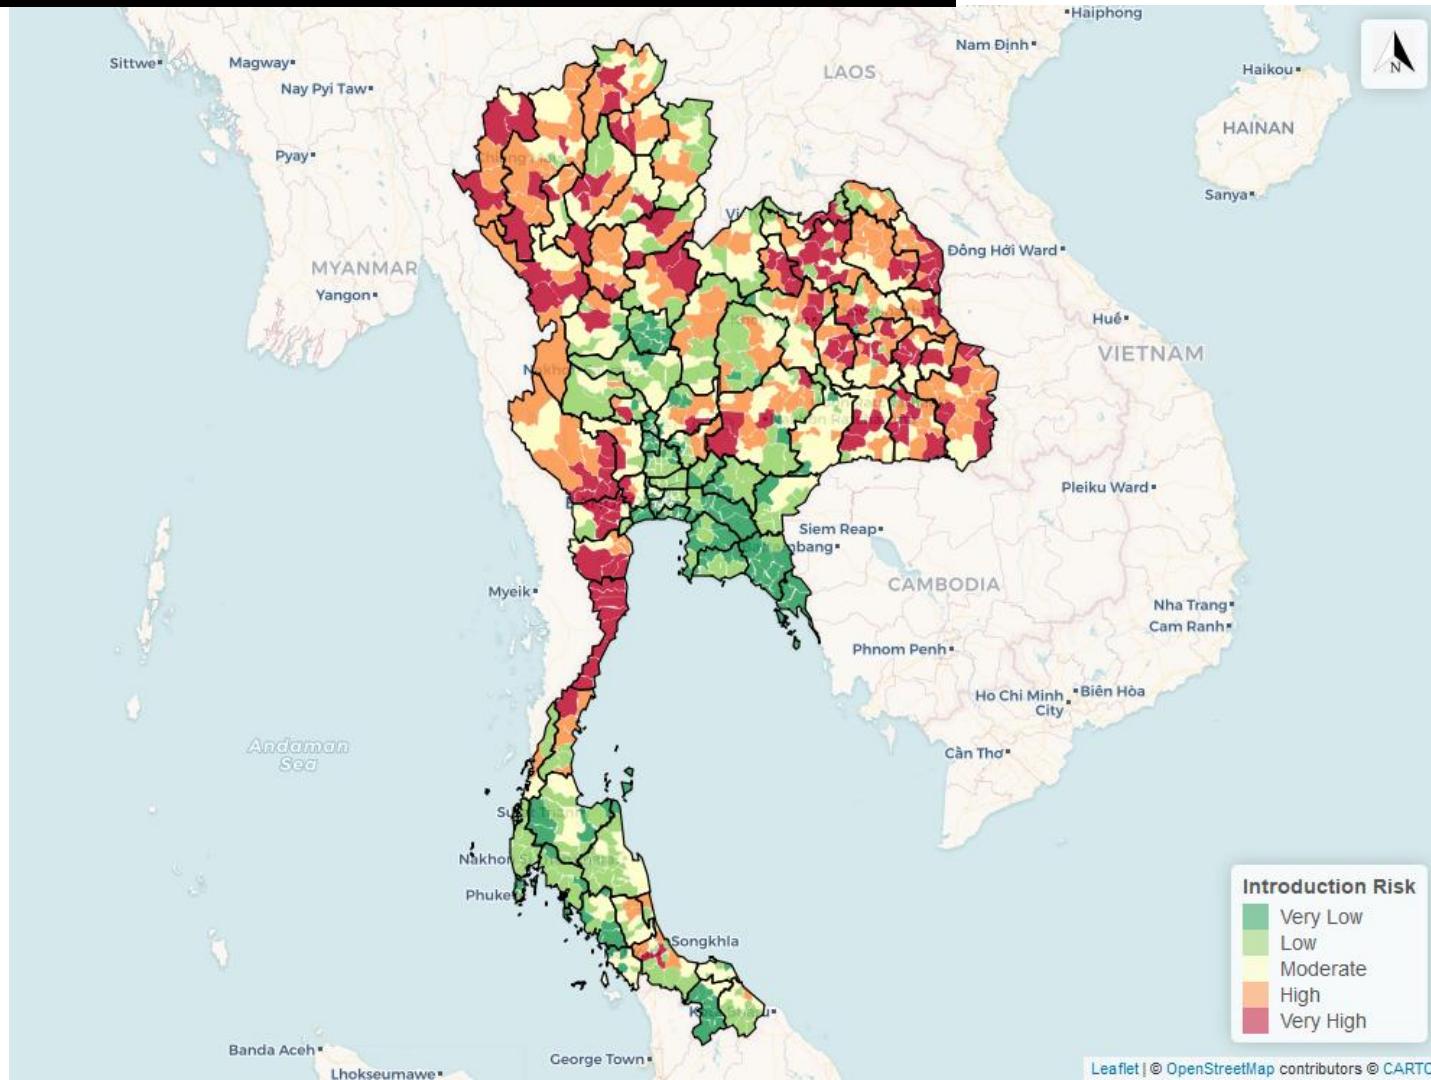 Haiphong
Sittwe
Magway
Nam Định
LAOS
Haikou
Nay Pyi Taw
N
HAINAN
Pyay
Sanya
Đông Hới Ward
MYANMAR
Yangon
Huế
VIETNAM
Pleiku Ward
Siem Reap
Myeik
CAMBODIA
Nha Trang
Cam Ranh
Phnom Penh
Ho Chi Minh
City
Biên Hòa
Andaman
Sea
Cần Thơ
Nakhon
Phuke
Songkhla
Introduction Risk
Very Low
Low
Moderate
High
Very High
Banda Aceh
George Town
Lhokseumawe
Leaflet | © OpenStreetMap contributors © CARTO